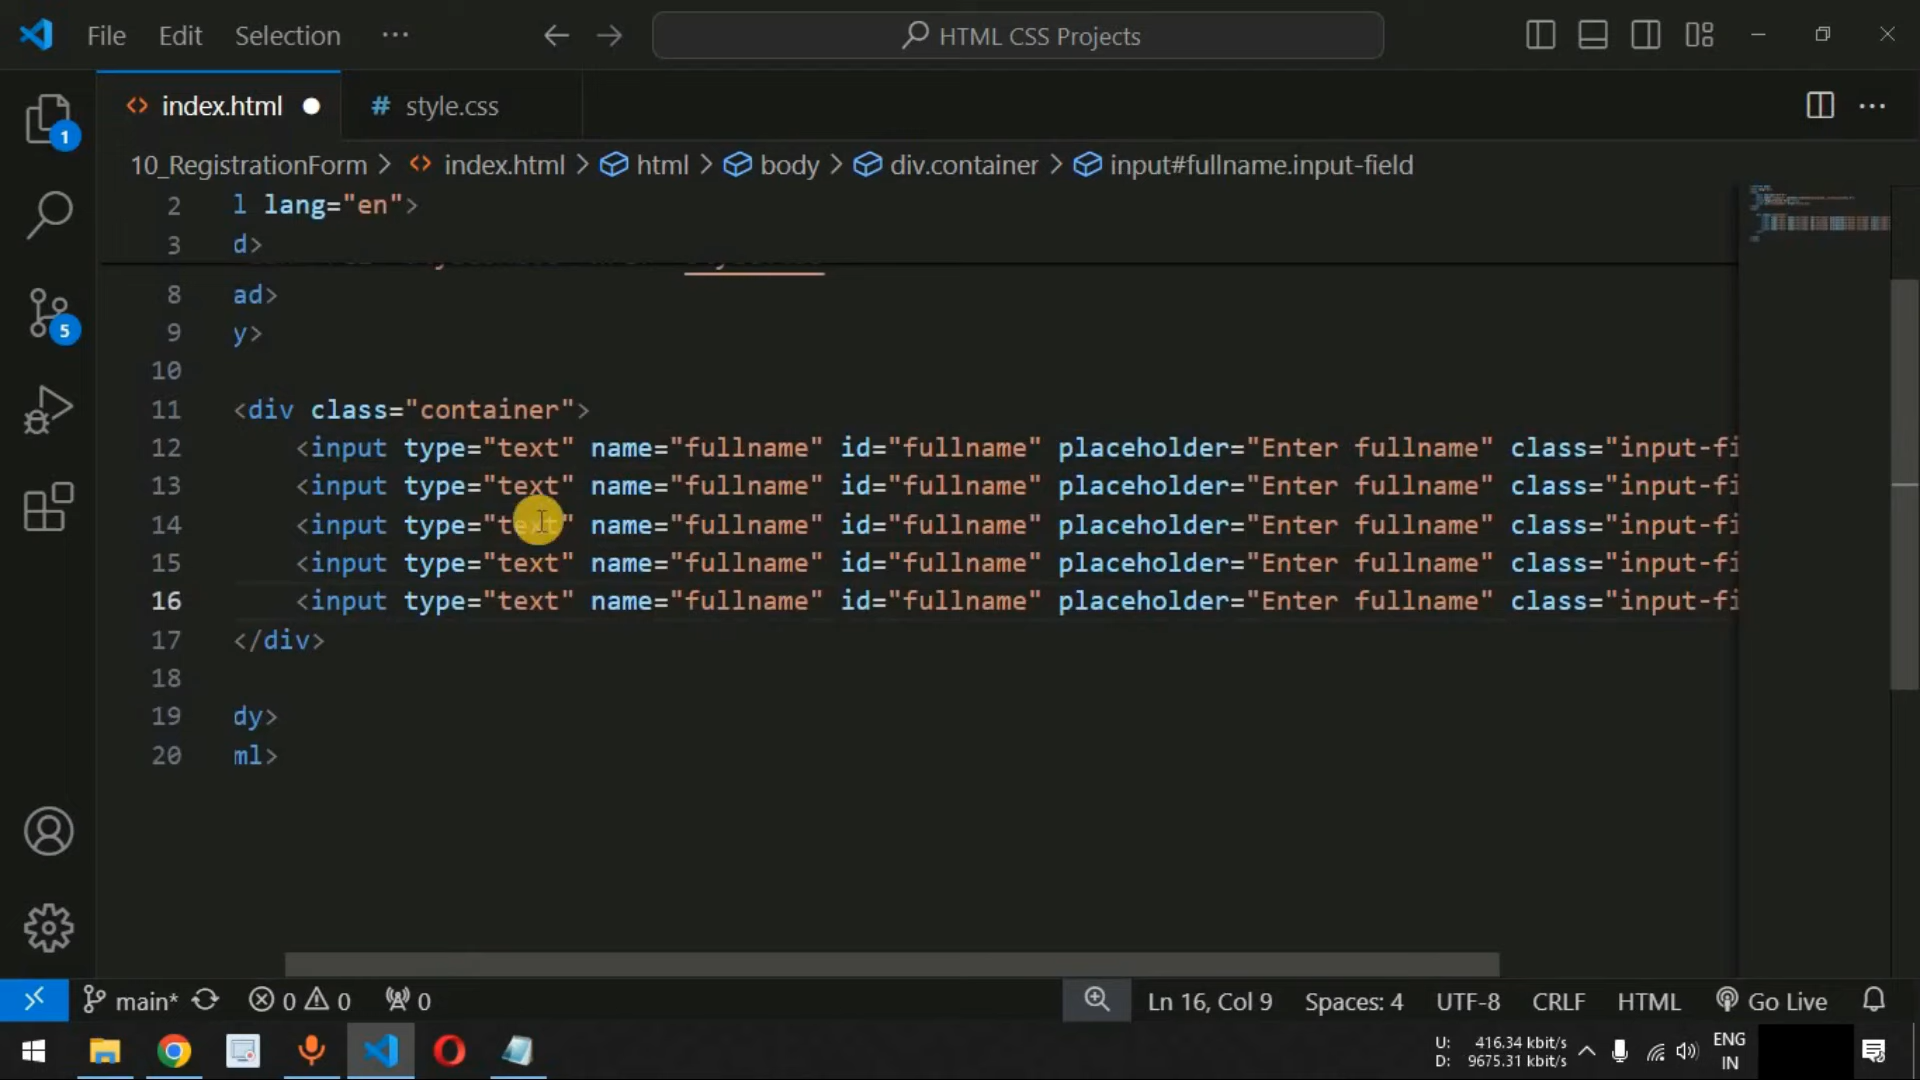 File Edit Selection ··· HTML CSS Projects
index.html style.css
10_RegistrationForm > index.html > html > body > div.container > input#fullname.input-field
2 l lang="en">
3 d>
8 ad>
9 y>
10
11 <div class="container">
12 <input type="text" name="fullname" id="fullname" placeholder="Enter fullname" class="input-fi
13 <input type="text" name="fullname" id="fullname" placeholder="Enter fullname" class="input-fi
14 <input type="text" name="fullname" id="fullname" placeholder="Enter fullname" class="input-fi
15 <input type="text" name="fullname" id="fullname" placeholder="Enter fullname" class="input-fi
16 <input type="text" name="fullname" id="fullname" placeholder="Enter fullname" class="input-fi
17 </div>
18
19 dy>
20 ml>
1
5
main* 0 0 0 Ln 16, Col 9 Spaces: 4 UTF-8 CRLF HTML Go Live
U: 416.34 kbit/s
D: 9675.31 kbit/s
ENG
IN